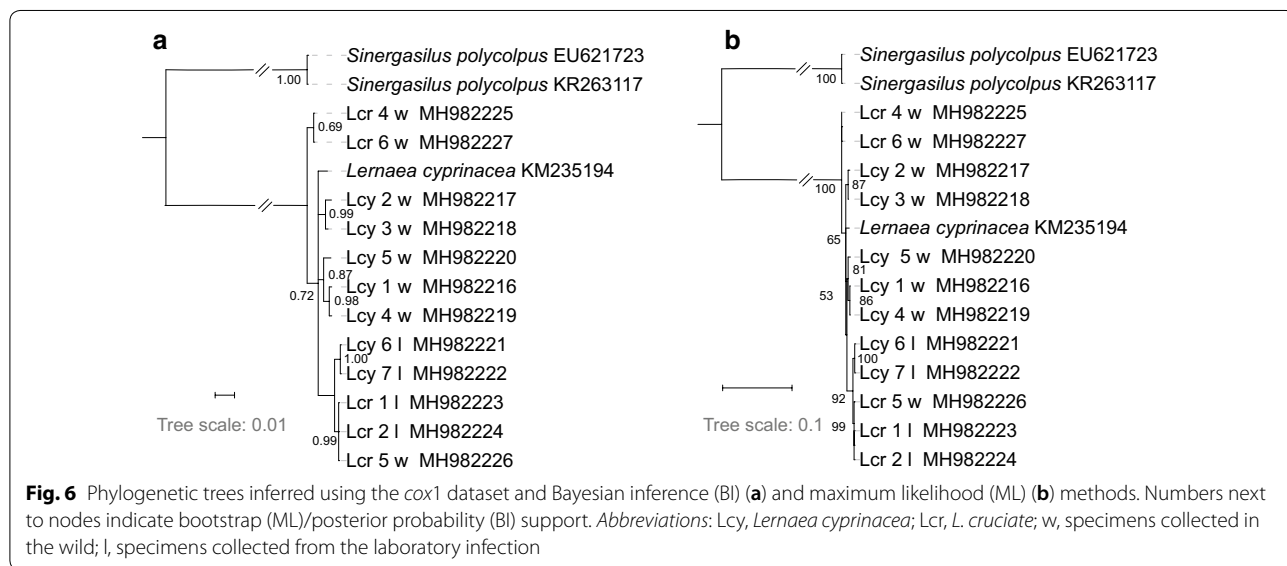 a
Sinergasilus polycolpus EU621723
1.00
Sinergasilus polycolpus KR263117
Lcr 4 w MH982225
0.69
Lcr 6 w MH982227
Lernaea cyprinacea KM235194
Lcy 2 w MH982217
0.99
Lcy 3 w MH982218
Lcy 5 w MH982220
0.87
Lcy 1 w MH982216
0.72
0.98
Lcy 4 w MH982219
Lcy 6 l MH982221
1.00
Lcy 7 l MH982222
Lcr 1 l MH982223
Tree scale: 0.01
Lcr 2 l MH982224
0.99
Lcr 5 w MH982226
b
Sinergasilus polycolpus EU621723
100
Sinergasilus polycolpus KR263117
Lcr 4 w MH982225
Lcr 6 w MH982227
Lcy 2 w MH982217
100
87
Lcy 3 w MH982218
65
Lernaea cyprinacea KM235194
Lcy 5 w MH982220
81
Lcy 1 w MH982216
53
86
Lcy 4 w MH982219
Lcy 6 l MH982221
100
Lcy 7 l MH982222
92
Lcr 5 w MH982226
Tree scale: 0.1
99
Lcr 1 l MH982223
Lcr 2 l MH982224
Fig. 6 Phylogenetic trees inferred using the cox1 dataset and Bayesian inference (BI) (a) and maximum likelihood (ML) (b) methods. Numbers next
to nodes indicate bootstrap (ML)/posterior probability (BI) support. Abbreviations: Lcy, Lernaea cyprinacea; Lcr, L. cruciate; w, specimens collected in
the wild; l, specimens collected from the laboratory infection